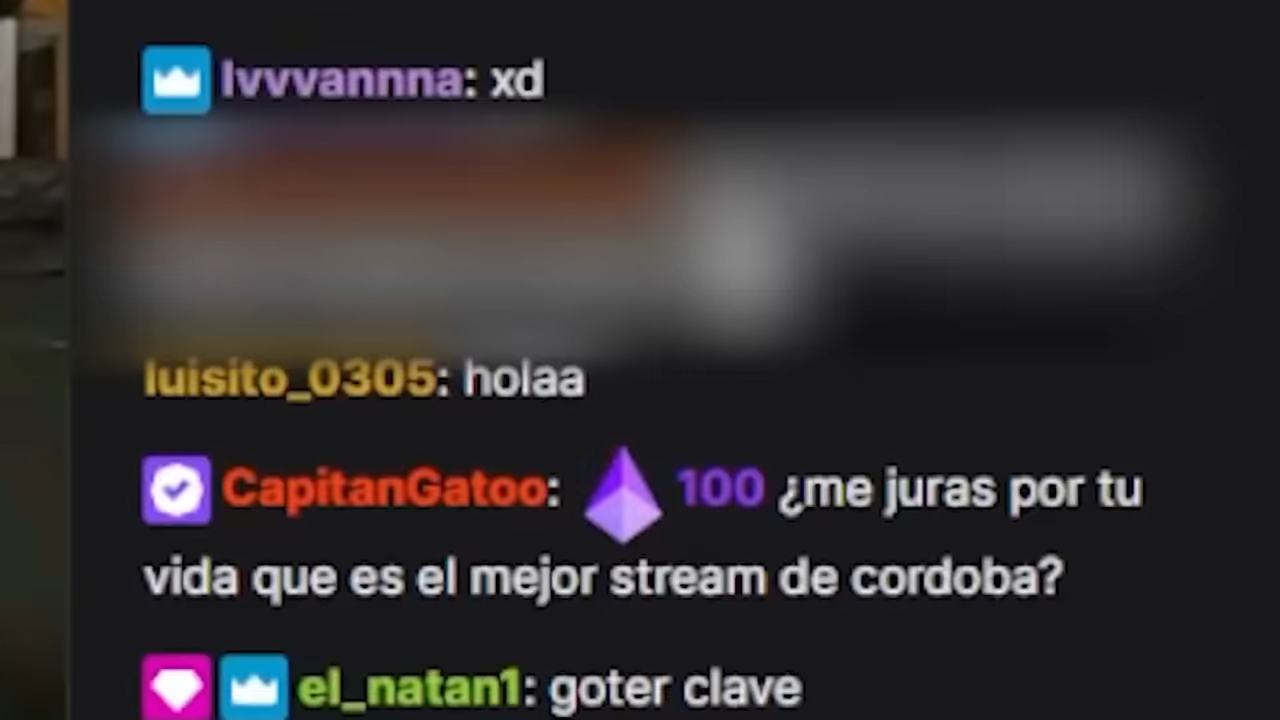 Ivvvannna: xd
luisito_0305: holaa
CapitanGatoo: 100 ¿me juras por tu
vida que es el mejor stream de cordoba?
el_natan1: goter clave